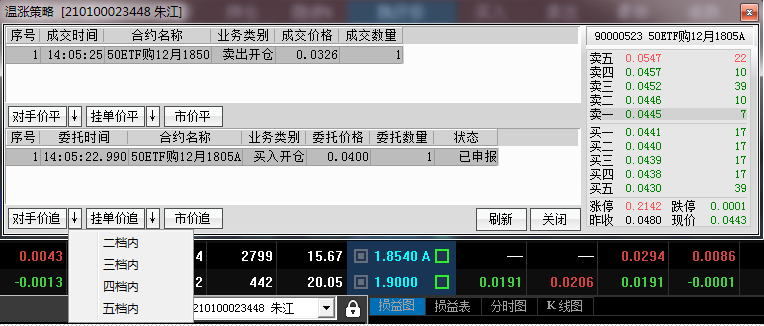 温涨策略 [210100023448 朱江]
序号 成交时间 合约名称 业务类别 成交价格 成交数量
1 14:05:25 50ETF购12月1850 卖出开仓 0.0326 1
对手价平 ↓ 挂单价平 ↓ 市价平
序号 委托时间 合约名称 业务类别 委托价格 委托数量 状态
1 14:05:22.990 50ETF购12月1805A 买入开仓 0.0400 1 已申报
对手价追 ↓ 挂单价追 ↓ 市价追 刷新 关闭
90000523 50ETF购12月1805A
卖五 0.0547 22
卖四 0.0457 10
卖三 0.0452 39
卖二 0.0446 10
卖一 0.0445 7
买一 0.0441 17
买二 0.0440 17
买三 0.0439 17
买四 0.0438 17
买五 0.0430 39
涨停 0.2142 跌停 0.0001
昨收 0.0480 现价 0.0443
二档内
三档内
四档内
五档内
0.0043 4 2799 15.67 1.8540 A — — 0.0294 0.0086
-0.0013 2 442 20.05 1.9000 0.0191 0.0206 0.0191 -0.0001
210100023448 朱江 损益图 损益表 分时图 K线图